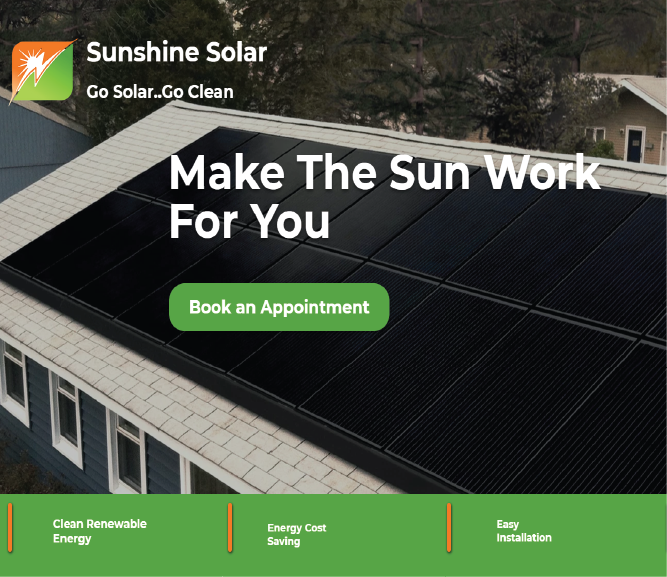 Sunshine Solar
Go Solar..Go Clean
Make The Sun Work
For You
Book an Appointment
Clean Renewable
Energy
Energy Cost
Saving
Easy
Installation